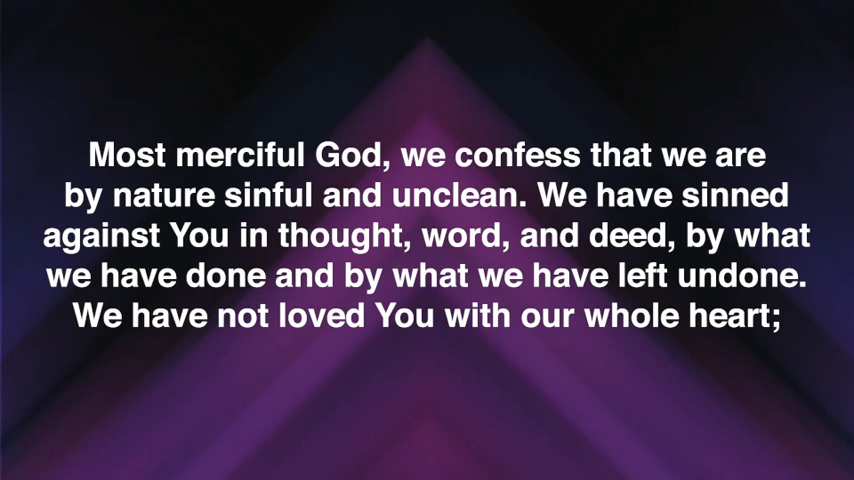 Most merciful God, we confess that we are
by nature sinful and unclean. We have sinned
against You in thought, word, and deed, by what
we have done and by what we have left undone.
We have not loved You with our whole heart;